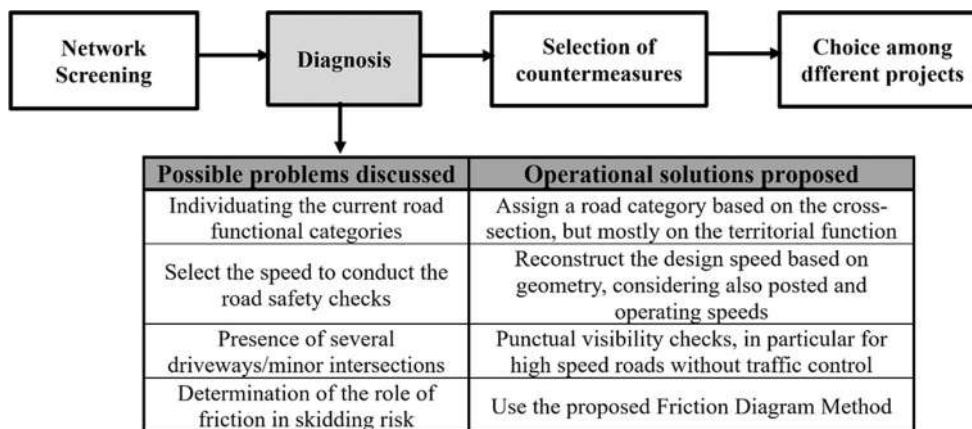 Network
Screening
Diagnosis
Selection of
countermeasures
Choice among
dfferent projects
Possible problems discussed
Operational solutions proposed
Individuating the current road
functional categories
Assign a road category based on the cross-
section, but mostly on the territorial function
Select the speed to conduct the
road safety checks
Reconstruct the design speed based on
geometry, considering also posted and
operating speeds
Presence of several
driveways/minor intersections
Punctual visibility checks, in particular for
high speed roads without traffic control
Determination of the role of
friction in skidding risk
Use the proposed Friction Diagram Method